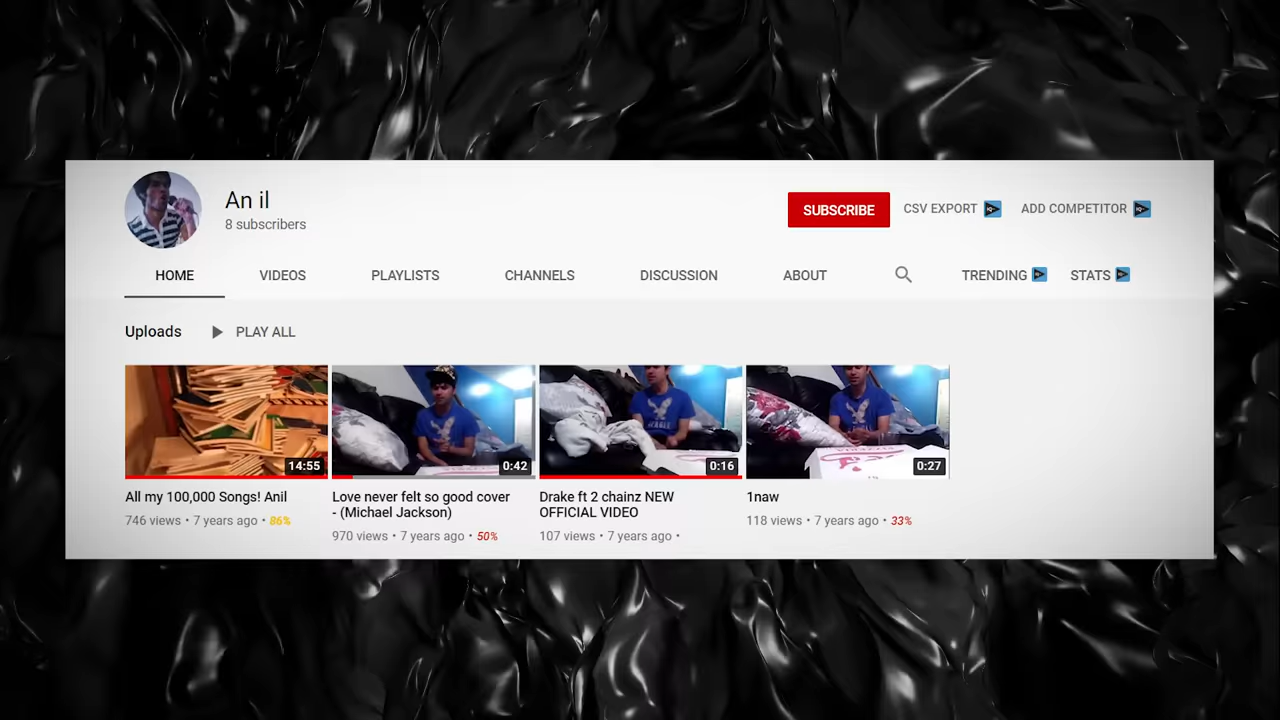 An il
8 subscribers
SUBSCRIBE
CSV EXPORT
ADD COMPETITOR
HOME
VIDEOS
PLAYLISTS
CHANNELS
DISCUSSION
ABOUT
TRENDING
STATS
Uploads
PLAY ALL
14:55
All my 100,000 Songs! Anil
746 views • 7 years ago • 86%
0:42
Love never felt so good cover
- (Michael Jackson)
970 views • 7 years ago • 50%
0:16
Drake ft 2 chainz NEW
OFFICIAL VIDEO
107 views • 7 years ago •
0:27
1naw
118 views • 7 years ago • 33%